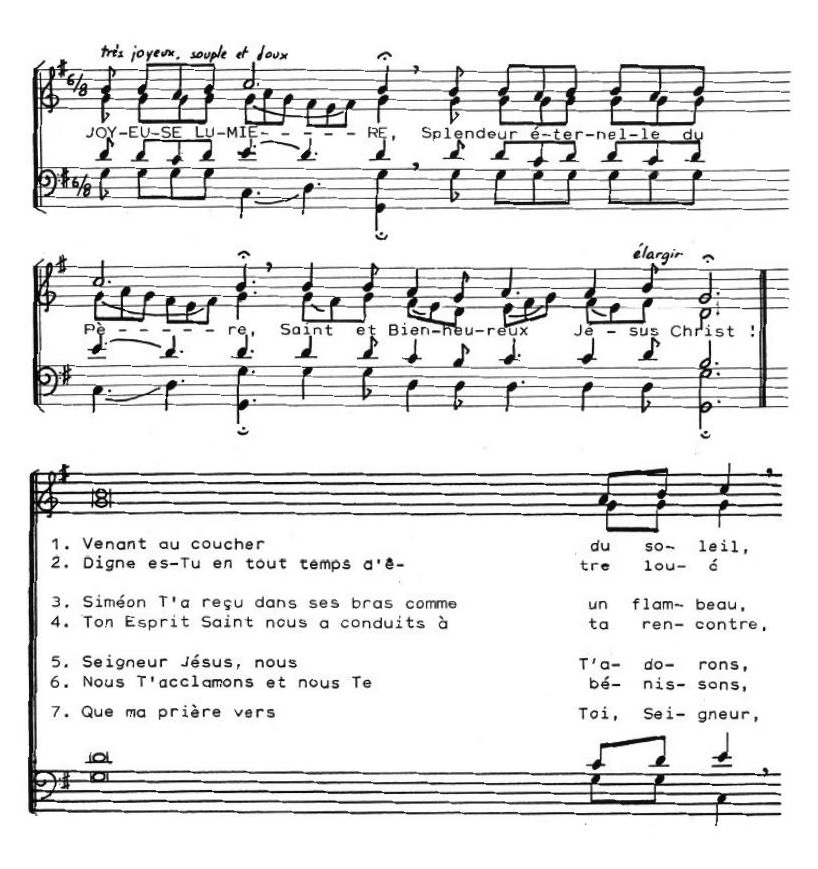 très joyeux, souple et doux
6/8
JOY-EU-SE LU-MIE- - - - - - RE, Splendeur é-ter-nel-le du
6/8
élargir
Pè - - - - - - re, Saint et Bien-heu-reux Jé - sus Christ !
1. Venant au coucher du so- leil,
2. Digne es-Tu en tout temps d'ê- tre lou- é
3. Siméon T'a reçu dans ses bras comme un flam- beau,
4. Ton Esprit Saint nous a conduits à ta ren- contre,
5. Seigneur Jésus, nous T'a- do- rons,
6. Nous T'acclamons et nous Te bé- nis- sons,
7. Que ma prière vers Toi, Sei- gneur,